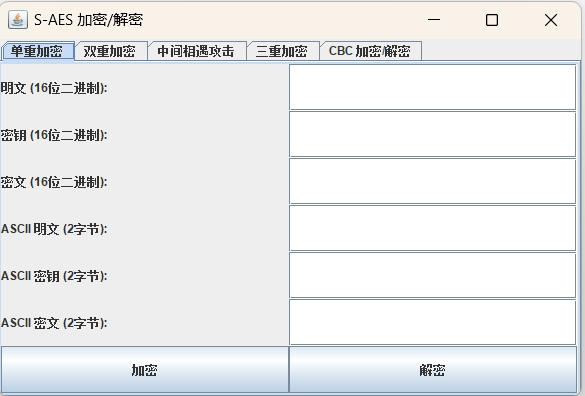 S-AES 加密/解密
单重加密 双重加密 中间相遇攻击 三重加密 CBC 加密/解密
明文 (16位二进制):
密钥 (16位二进制):
密文 (16位二进制):
ASCII 明文 (2字节):
ASCII 密钥 (2字节):
ASCII 密文 (2字节):
加密 解密